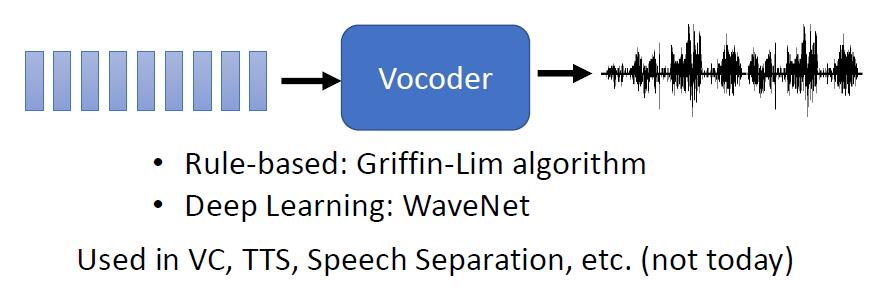 Vocoder
• Rule-based: Griffin-Lim algorithm
• Deep Learning: WaveNet
Used in VC, TTS, Speech Separation, etc. (not today)